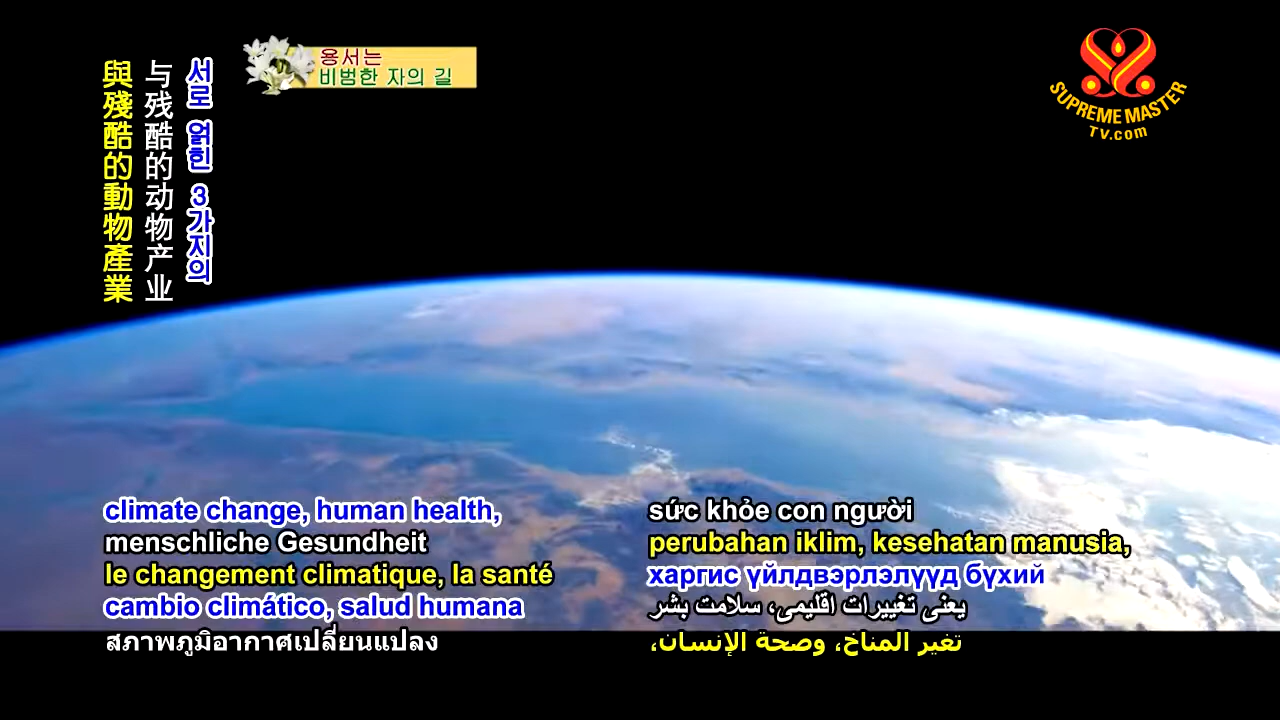 與殘酷的動物產業
与残酷的动物产业
서로 얽힌 3가지의
용서는
비범한 자의 길
SUPREME MASTER
TV.com
climate change, human health,
menschliche Gesundheit
le changement climatique, la santé
cambio climático, salud humana
สภาพภูมิอากาศเปลี่ยนแปลง
sức khỏe con người
perubahan iklim, kesehatan manusia,
харгис үйлдвэрлэлүүд бүхий
یعنی تغییرات اقلیمی، سلامت بشر
تغير المناخ، وصحة الإنسان،